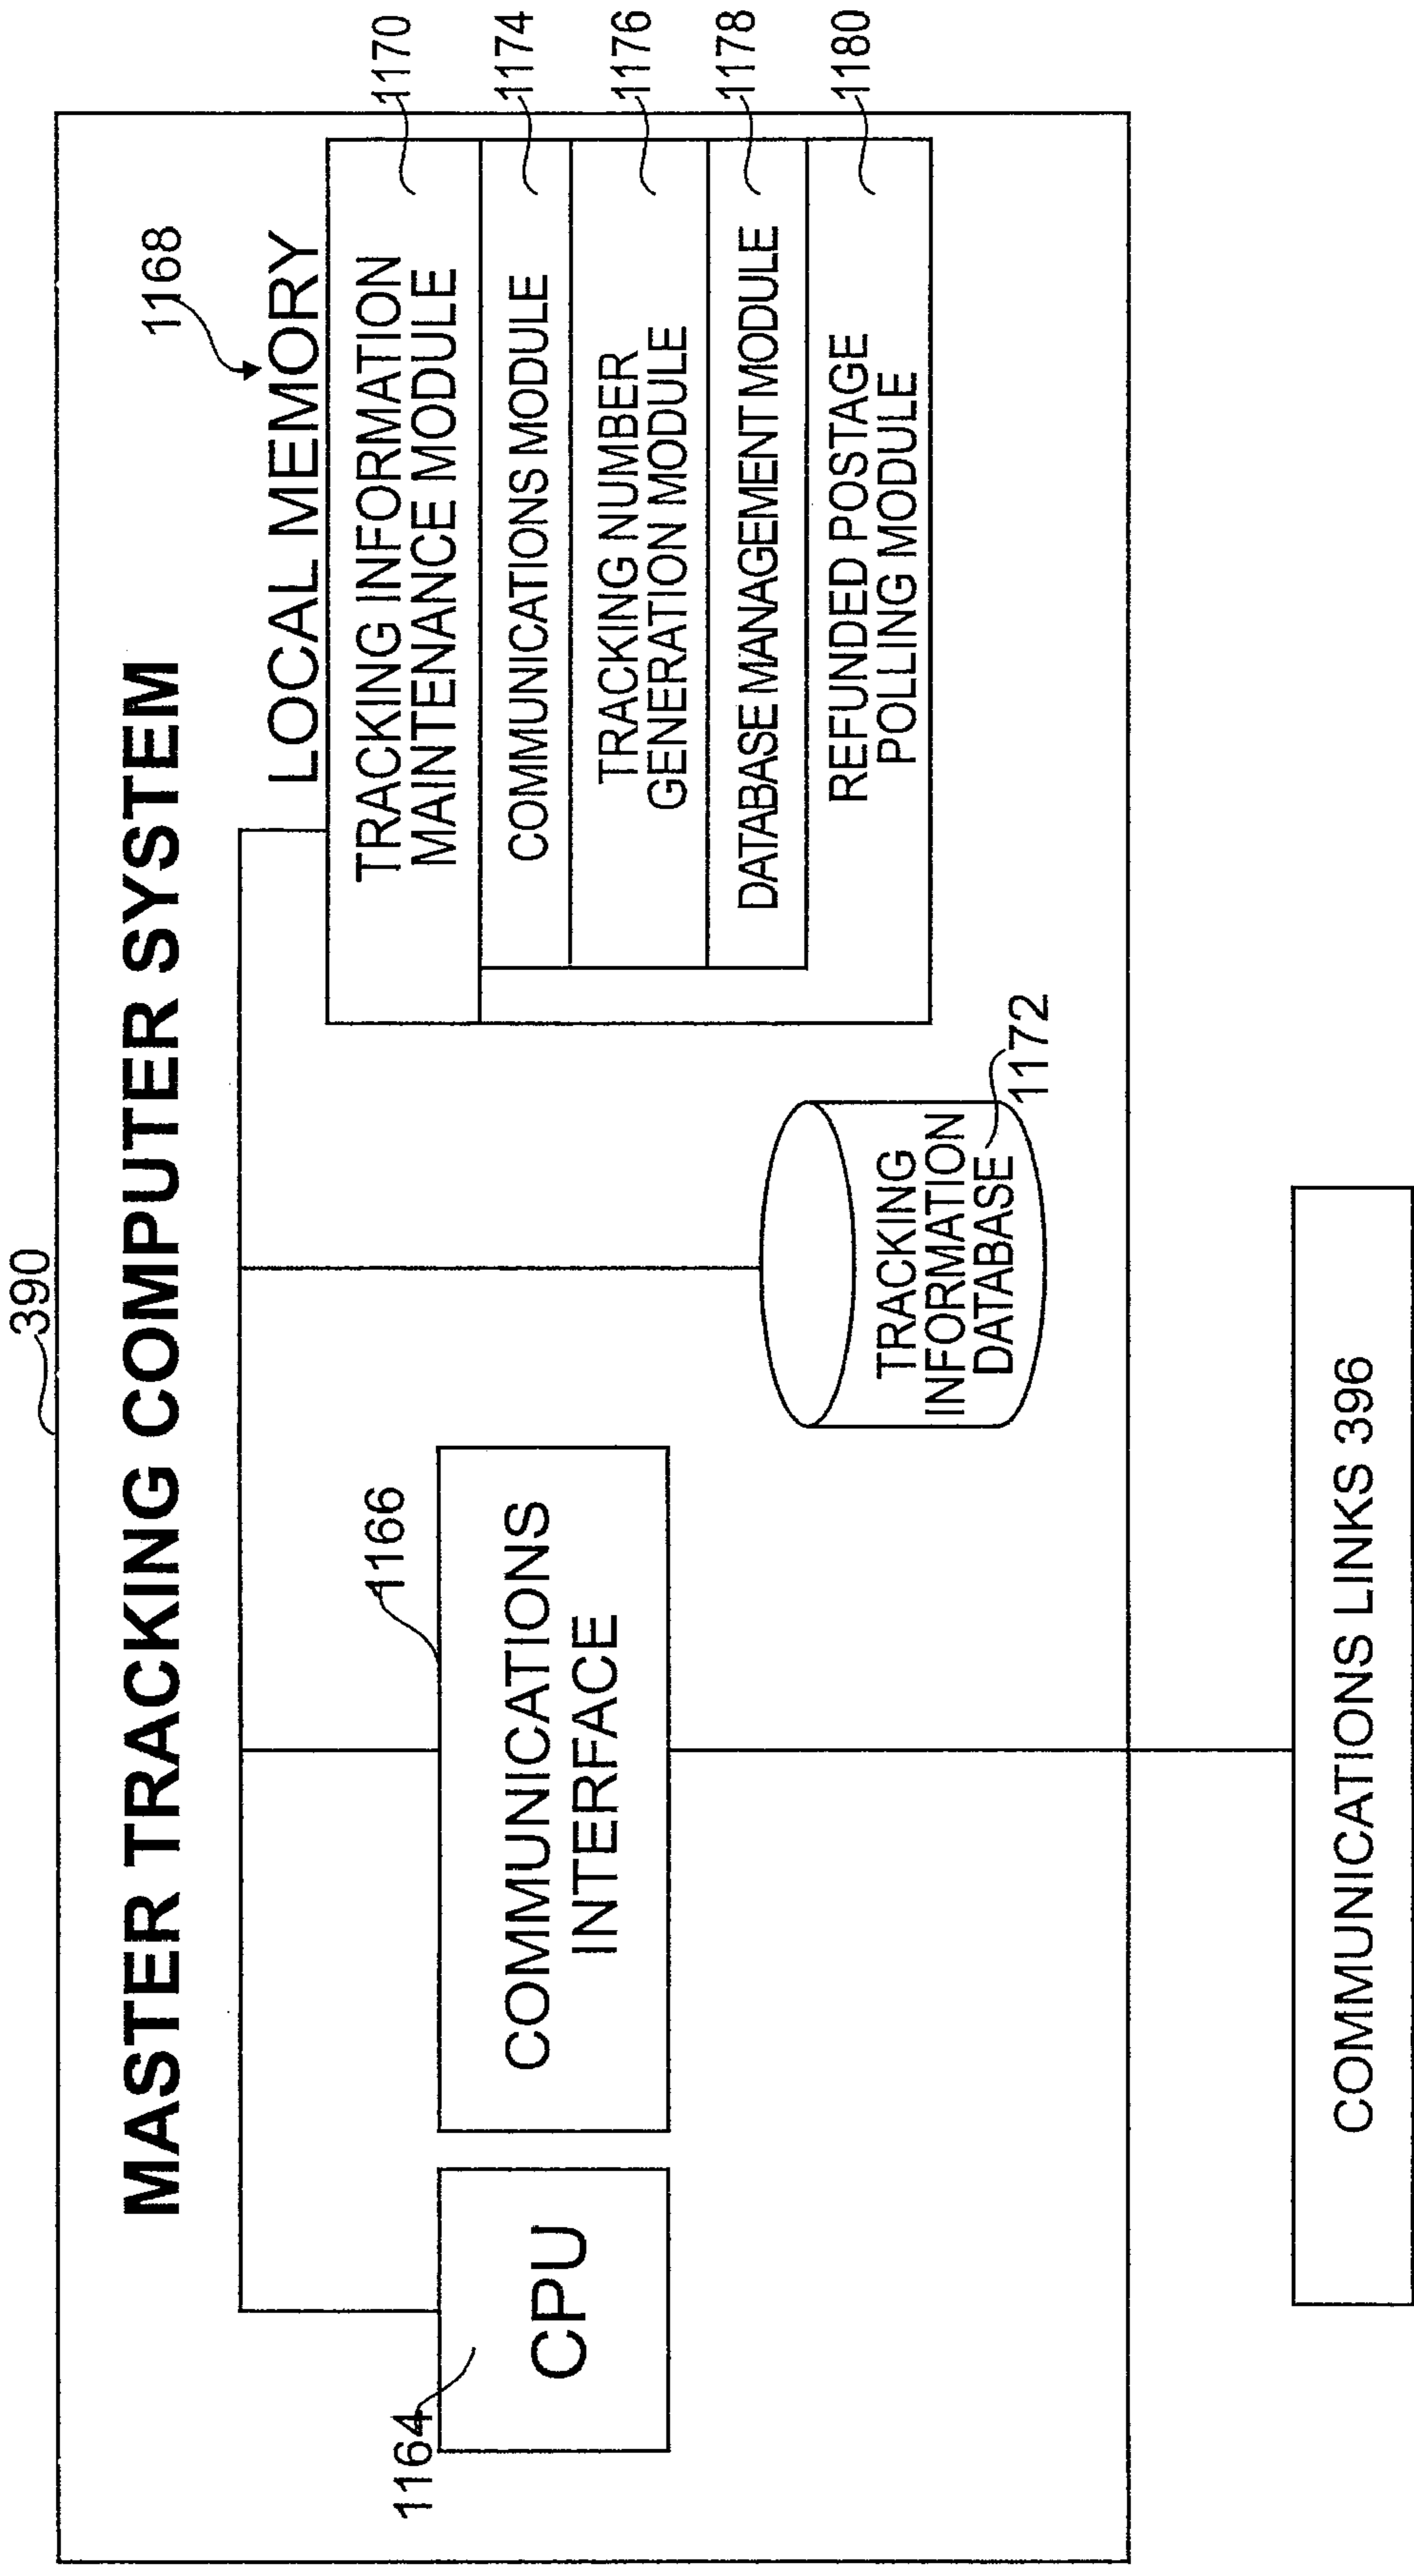 390
MASTER TRACKING COMPUTER SYSTEM
1168
LOCAL MEMORY
TRACKING INFORMATION
MAINTENANCE MODULE
1170
COMMUNICATIONS MODULE
1174
TRACKING NUMBER
GENERATION MODULE
1176
DATABASE MANAGEMENT MODULE
1178
REFUNDED POSTAGE
POLLING MODULE
1180
1164
CPU
1166
COMMUNICATIONS
INTERFACE
TRACKING
INFORMATION
DATABASE
1172
COMMUNICATIONS LINKS 396